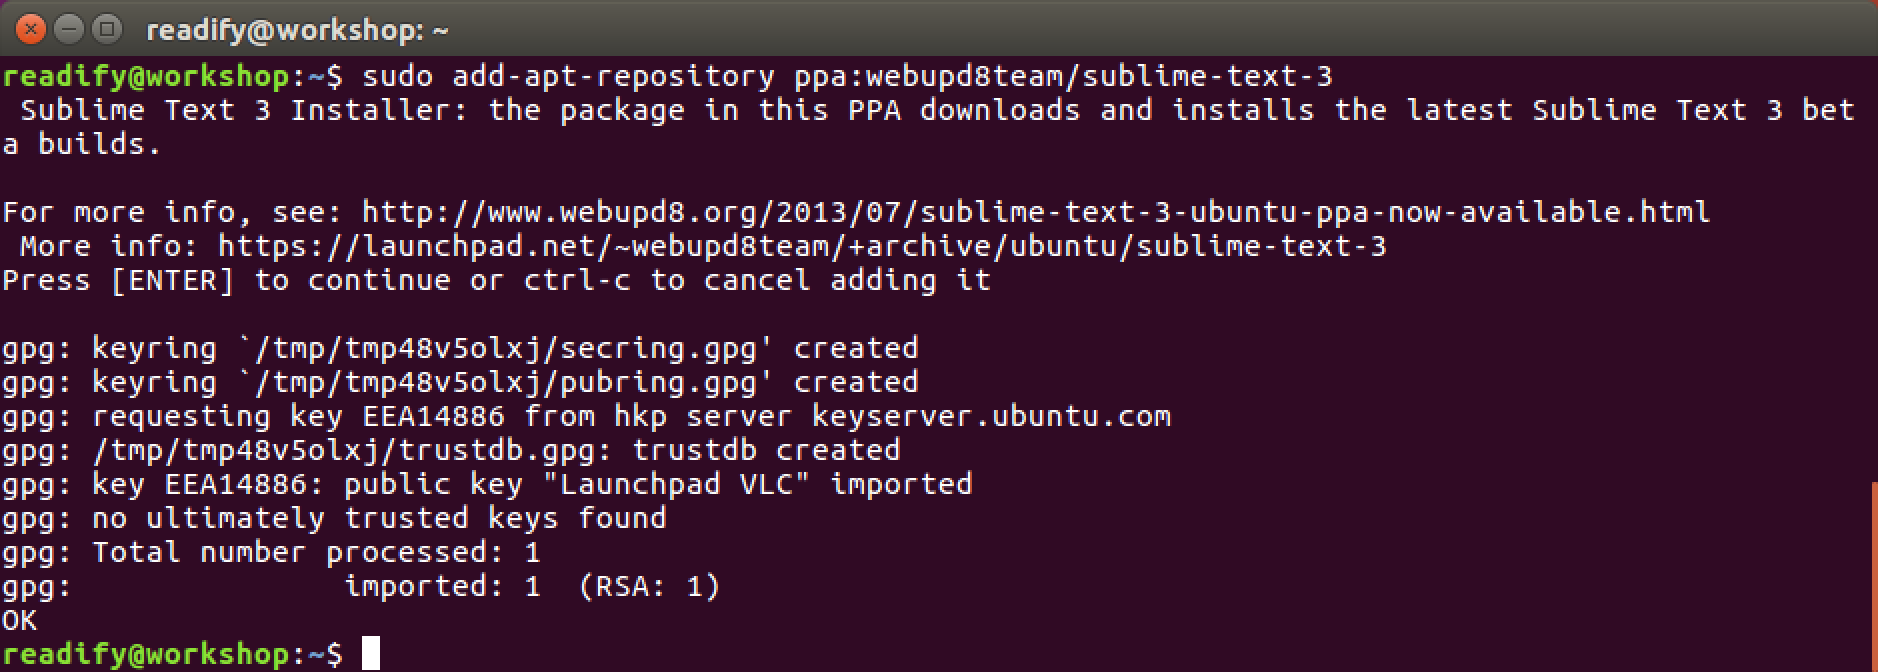 readify@workshop: ~
readify@workshop:~$ sudo add-apt-repository ppa:webupd8team/sublime-text-3
 Sublime Text 3 Installer: the package in this PPA downloads and installs the latest Sublime Text 3 bet
a builds.

For more info, see: http://www.webupd8.org/2013/07/sublime-text-3-ubuntu-ppa-now-available.html
 More info: https://launchpad.net/~webupd8team/+archive/ubuntu/sublime-text-3
Press [ENTER] to continue or ctrl-c to cancel adding it

gpg: keyring `/tmp/tmp48v5olxj/secring.gpg' created
gpg: keyring `/tmp/tmp48v5olxj/pubring.gpg' created
gpg: requesting key EEA14886 from hkp server keyserver.ubuntu.com
gpg: /tmp/tmp48v5olxj/trustdb.gpg: trustdb created
gpg: key EEA14886: public key "Launchpad VLC" imported
gpg: no ultimately trusted keys found
gpg: Total number processed: 1
gpg:               imported: 1  (RSA: 1)
OK
readify@workshop:~$